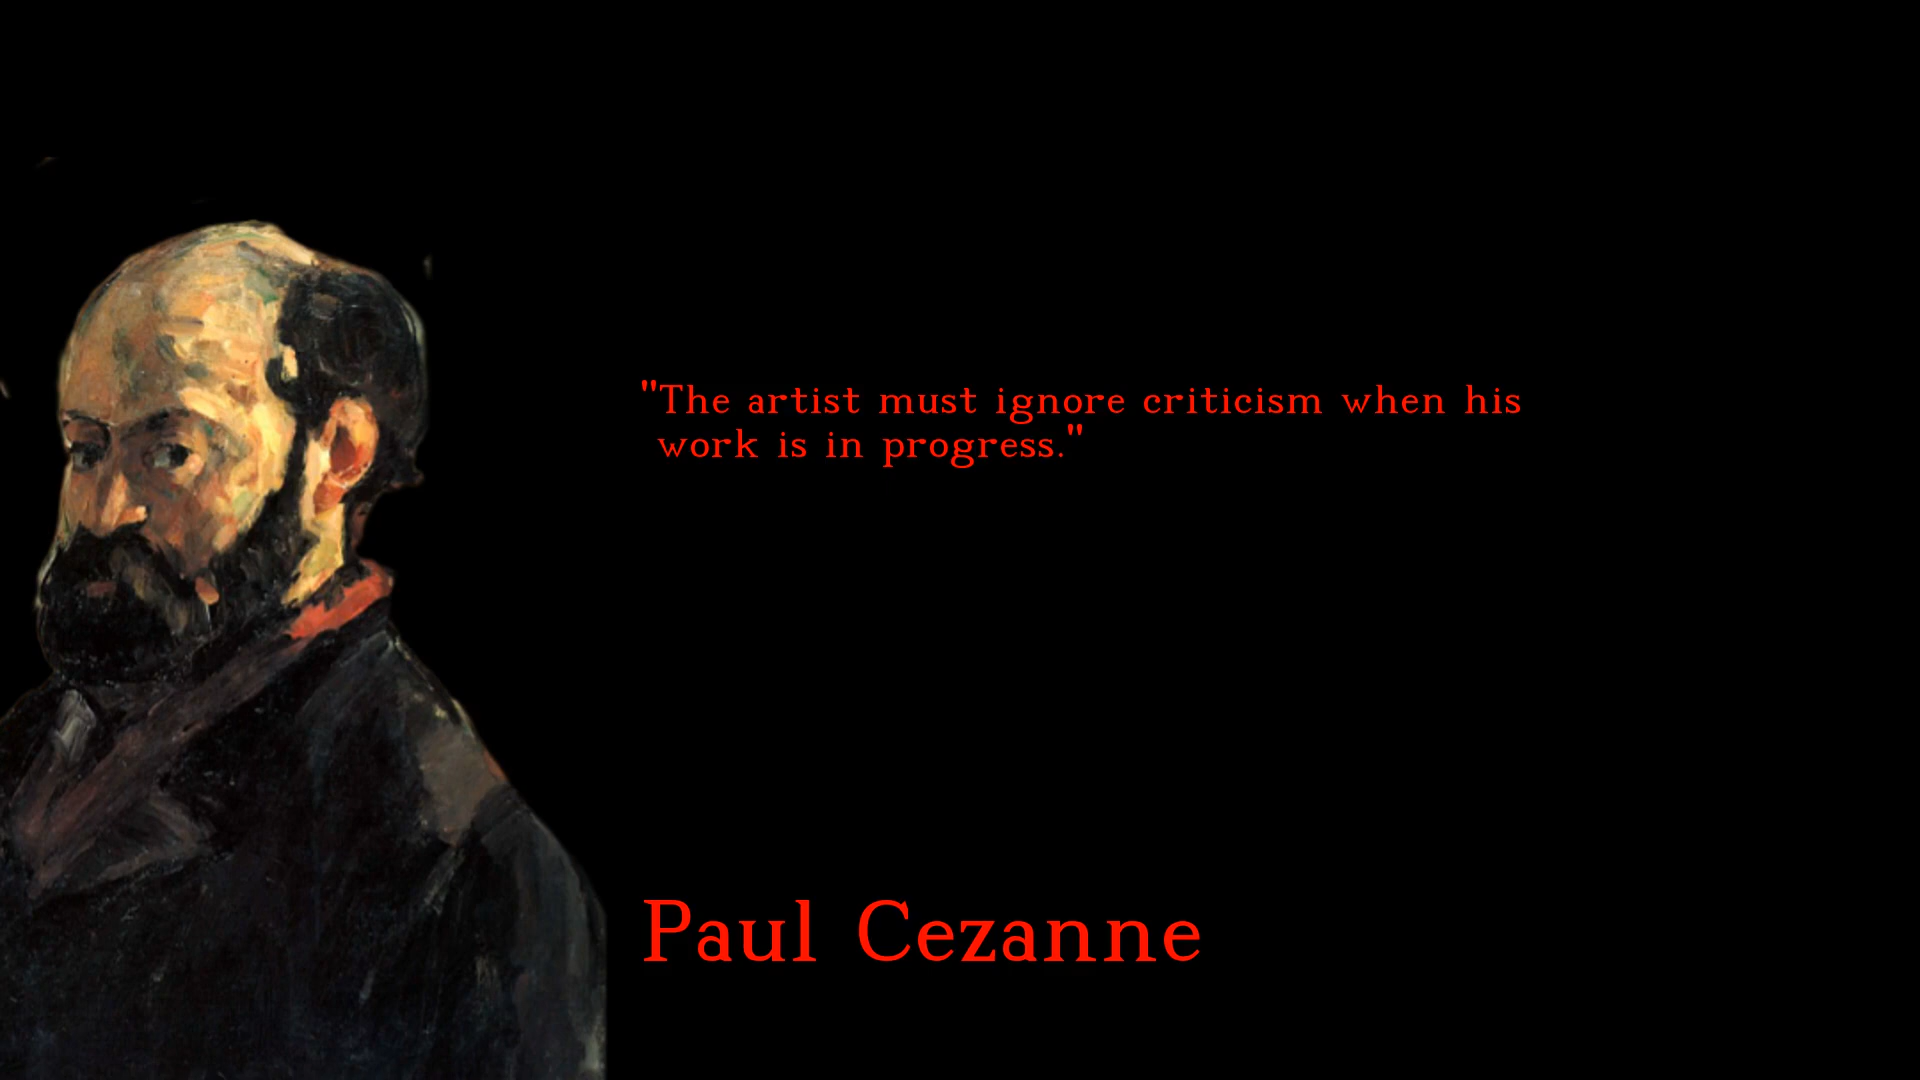 "The artist must ignore criticism when his
work is in progress."
Paul Cezanne